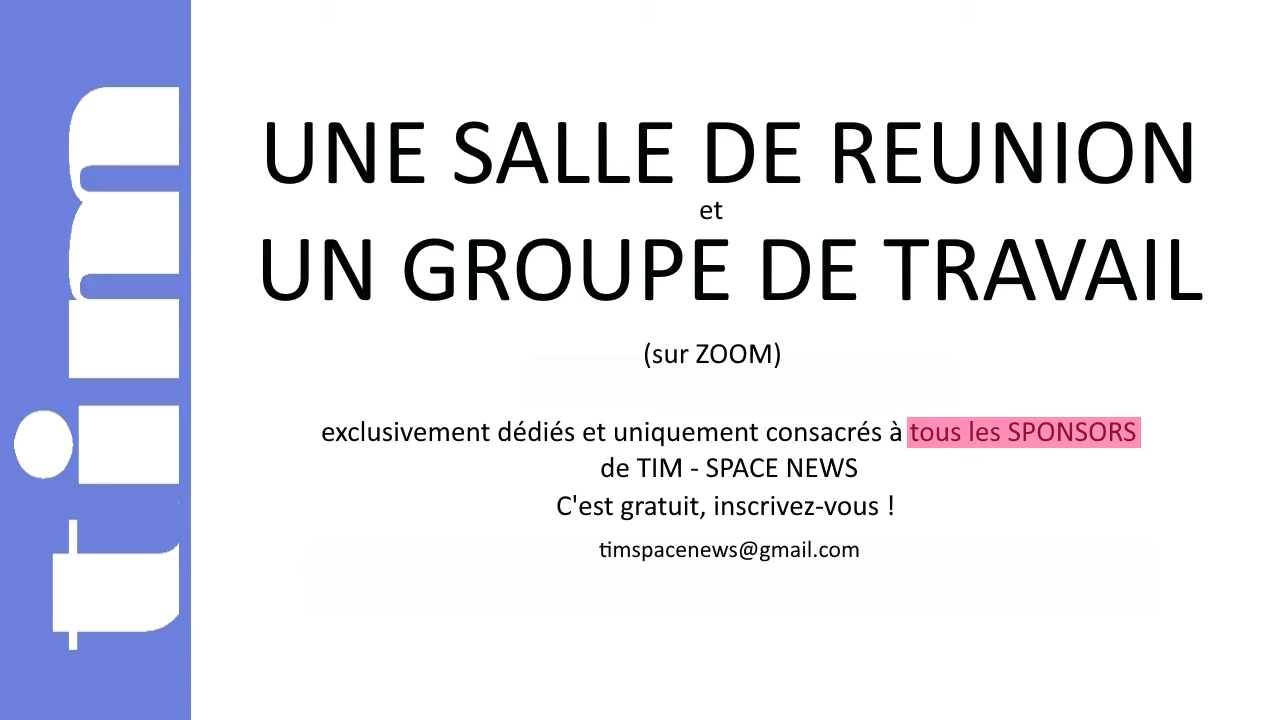 tim
UNE SALLE DE REUNION
et
UN GROUPE DE TRAVAIL
(sur ZOOM)
exclusivement dédiés et uniquement consacrés à tous les SPONSORS
de TIM - SPACE NEWS
C'est gratuit, inscrivez-vous !
timspacenews@gmail.com